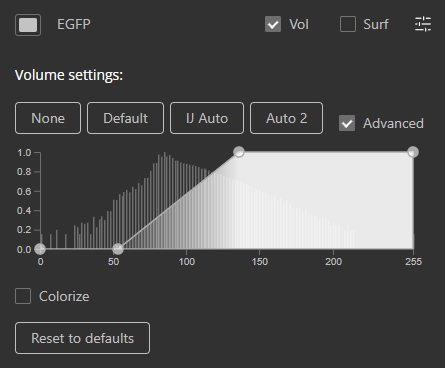 EGFP Vol Surf
Volume settings:
None Default IJ Auto Auto 2 Advanced
1.0
0.8
0.6
0.4
0.2
0.0
0 50 100 150 200 255
Colorize
Reset to defaults